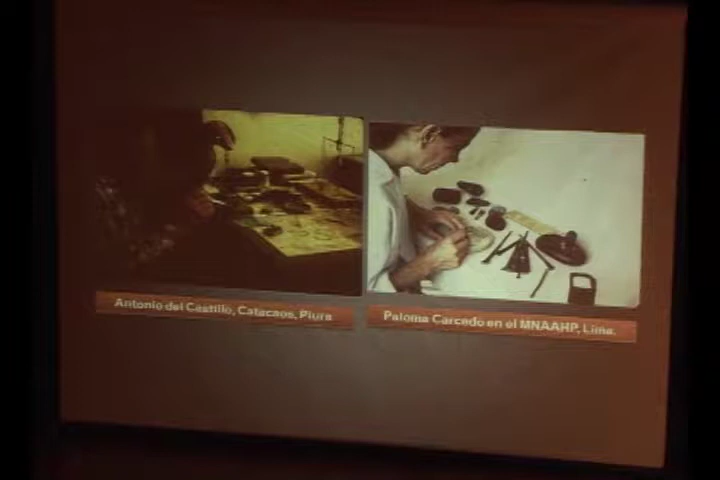 Antonio del Castillo, Catacaos, Piura
Paloma Carcedo en el MNAAHP, Lima.